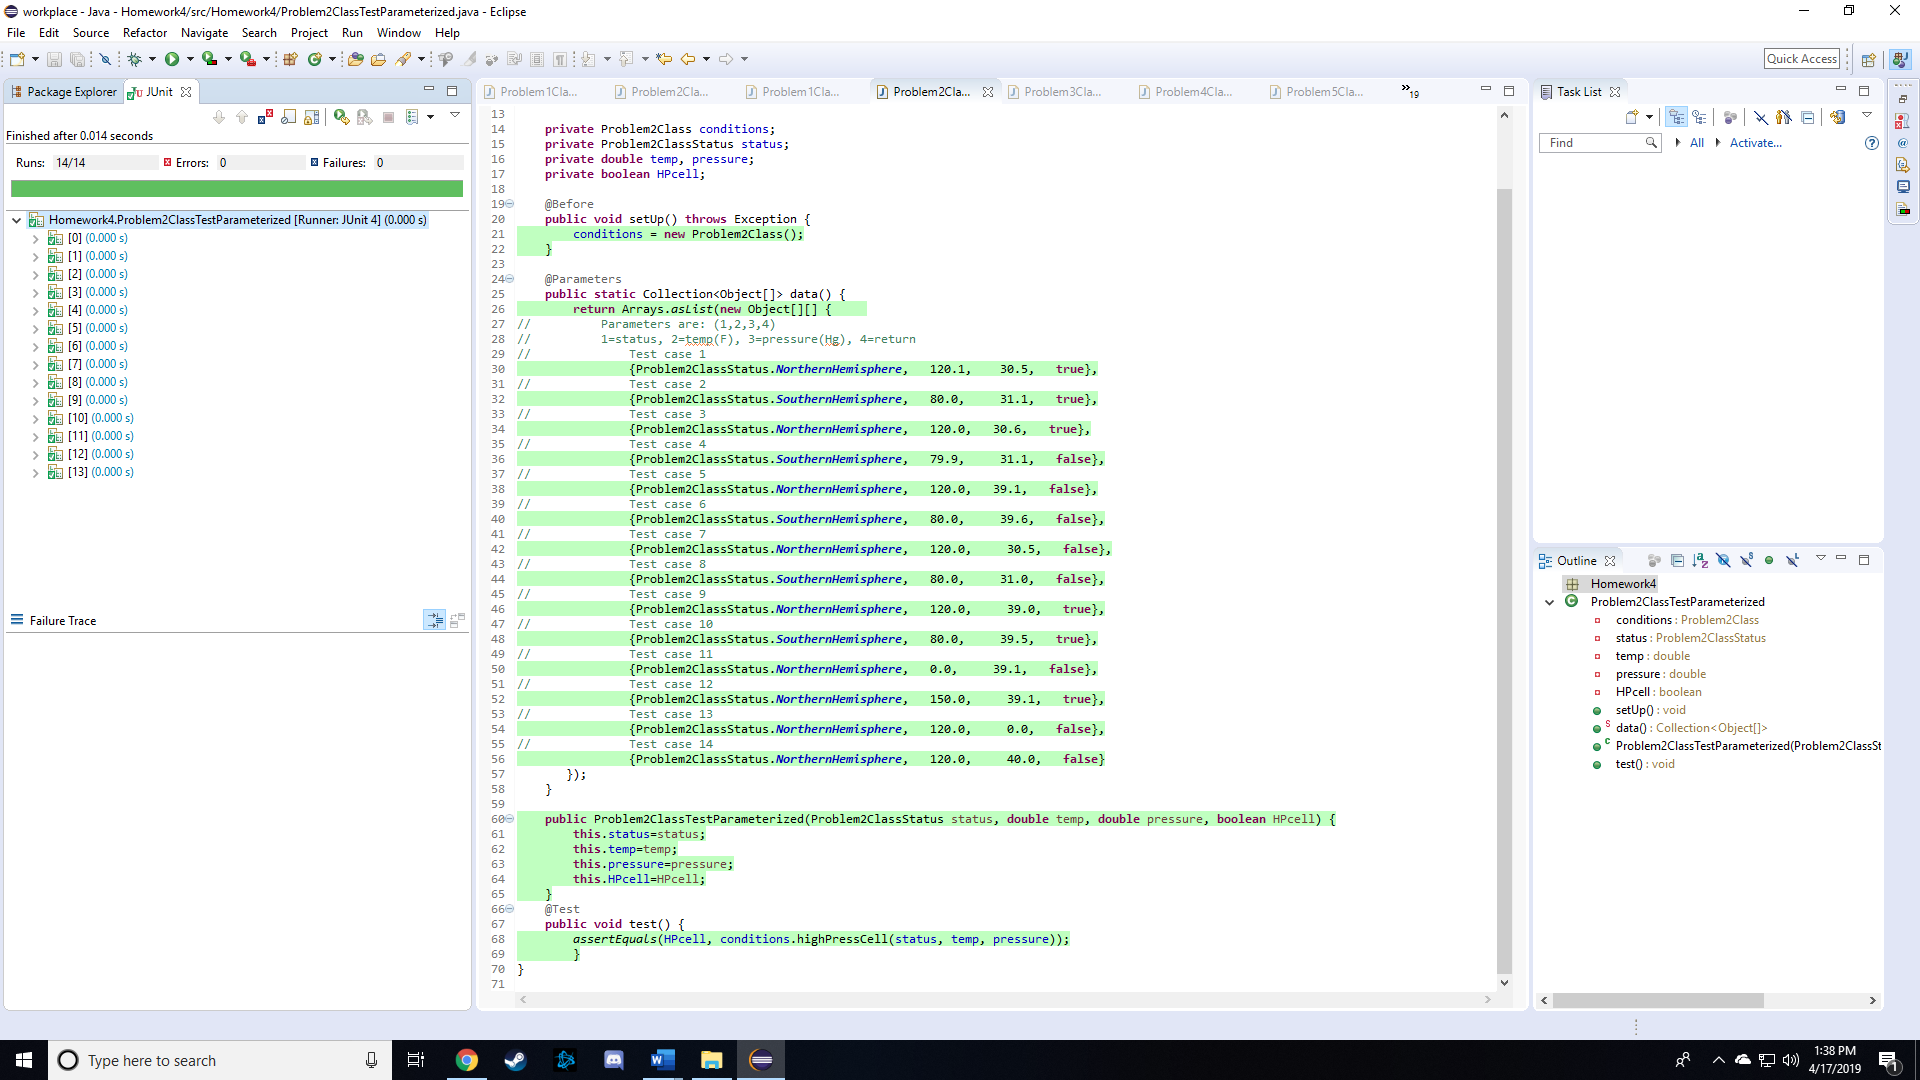 workplace - Java - Homework4/src/Homework4/Problem2ClassTestParameterized.java - Eclipse
File Edit Source Refactor Navigate Search Project Run Window Help
Quick Access
Package Explorer JUnit
Finished after 0.014 seconds
Runs: 14/14 Errors: 0 Failures: 0
Homework4.Problem2ClassTestParameterized [Runner: JUnit 4] (0.000 s)
[0] (0.000 s)
[1] (0.000 s)
[2] (0.000 s)
[3] (0.000 s)
[4] (0.000 s)
[5] (0.000 s)
[6] (0.000 s)
[7] (0.000 s)
[8] (0.000 s)
[9] (0.000 s)
[10] (0.000 s)
[11] (0.000 s)
[12] (0.000 s)
[13] (0.000 s)
Failure Trace
Problem1Cla... Problem2Cla... Problem1Cla... Problem2Cla... Problem3Cla... Problem4Cla... Problem5Cla... »19
13
14 private Problem2Class conditions;
15 private Problem2ClassStatus status;
16 private double temp, pressure;
17 private boolean HPcell;
18
19 @Before
20 public void setUp() throws Exception {
21 conditions = new Problem2Class();
22 }
23
24 @Parameters
25 public static Collection<Object[]> data() {
26 return Arrays.asList(new Object[][] {
27 // Parameters are: (1,2,3,4)
28 // 1=status, 2=temp(F), 3=pressure(Hg), 4=return
29 // Test case 1
30 {Problem2ClassStatus.NorthernHemisphere, 120.1, 30.5, true},
31 // Test case 2
32 {Problem2ClassStatus.SouthernHemisphere, 80.0, 31.1, true},
33 // Test case 3
34 {Problem2ClassStatus.NorthernHemisphere, 120.0, 30.6, true},
35 // Test case 4
36 {Problem2ClassStatus.SouthernHemisphere, 79.9, 31.1, false},
37 // Test case 5
38 {Problem2ClassStatus.NorthernHemisphere, 120.0, 39.1, false},
39 // Test case 6
40 {Problem2ClassStatus.SouthernHemisphere, 80.0, 39.6, false},
41 // Test case 7
42 {Problem2ClassStatus.NorthernHemisphere, 120.0, 30.5, false},
43 // Test case 8
44 {Problem2ClassStatus.SouthernHemisphere, 80.0, 31.0, false},
45 // Test case 9
46 {Problem2ClassStatus.NorthernHemisphere, 120.0, 39.0, true},
47 // Test case 10
48 {Problem2ClassStatus.SouthernHemisphere, 80.0, 39.5, true},
49 // Test case 11
50 {Problem2ClassStatus.NorthernHemisphere, 0.0, 39.1, false},
51 // Test case 12
52 {Problem2ClassStatus.NorthernHemisphere, 150.0, 39.1, true},
53 // Test case 13
54 {Problem2ClassStatus.NorthernHemisphere, 120.0, 0.0, false},
55 // Test case 14
56 {Problem2ClassStatus.NorthernHemisphere, 120.0, 40.0, false}
57 });
58 }
59
60 public Problem2ClassTestParameterized(Problem2ClassStatus status, double temp, double pressure, boolean HPcell) {
61 this.status=status;
62 this.temp=temp;
63 this.pressure=pressure;
64 this.HPcell=HPcell;
65 }
66 @Test
67 public void test() {
68 assertEquals(HPcell, conditions.highPressCell(status, temp, pressure));
69 }
70 }
71
Task List
Find All Activate...
Outline
Homework4
Problem2ClassTestParameterized
conditions : Problem2Class
status : Problem2ClassStatus
temp : double
pressure : double
HPcell : boolean
setUp() : void
data() : Collection<Object[]>
Problem2ClassTestParameterized(Problem2ClassSt
test() : void
Type here to search
1:38 PM
4/17/2019
1